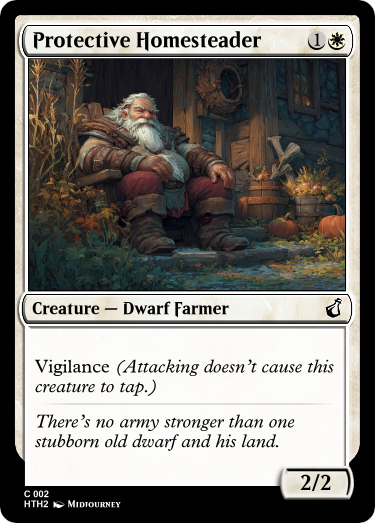 Protective Homesteader 1
Creature — Dwarf Farmer
Vigilance (Attacking doesn't cause this
creature to tap.)
There's no army stronger than one
stubborn old dwarf and his land.
2/2
C 002
HTH2 Midjourney